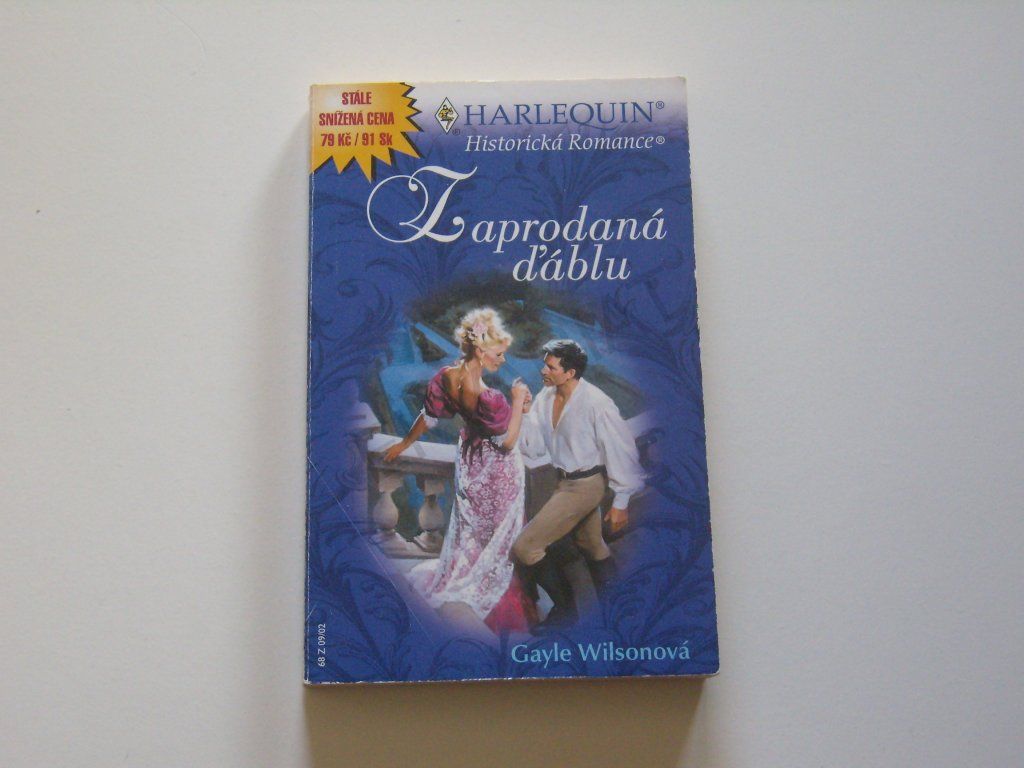 STÁLE
SNÍŽENÁ CENA
79 Kč / 91 Sk
HARLEQUIN®
Historická Romance®
Zaprodaná
ďáblu
68 Z 09/02
Gayle Wilsonová